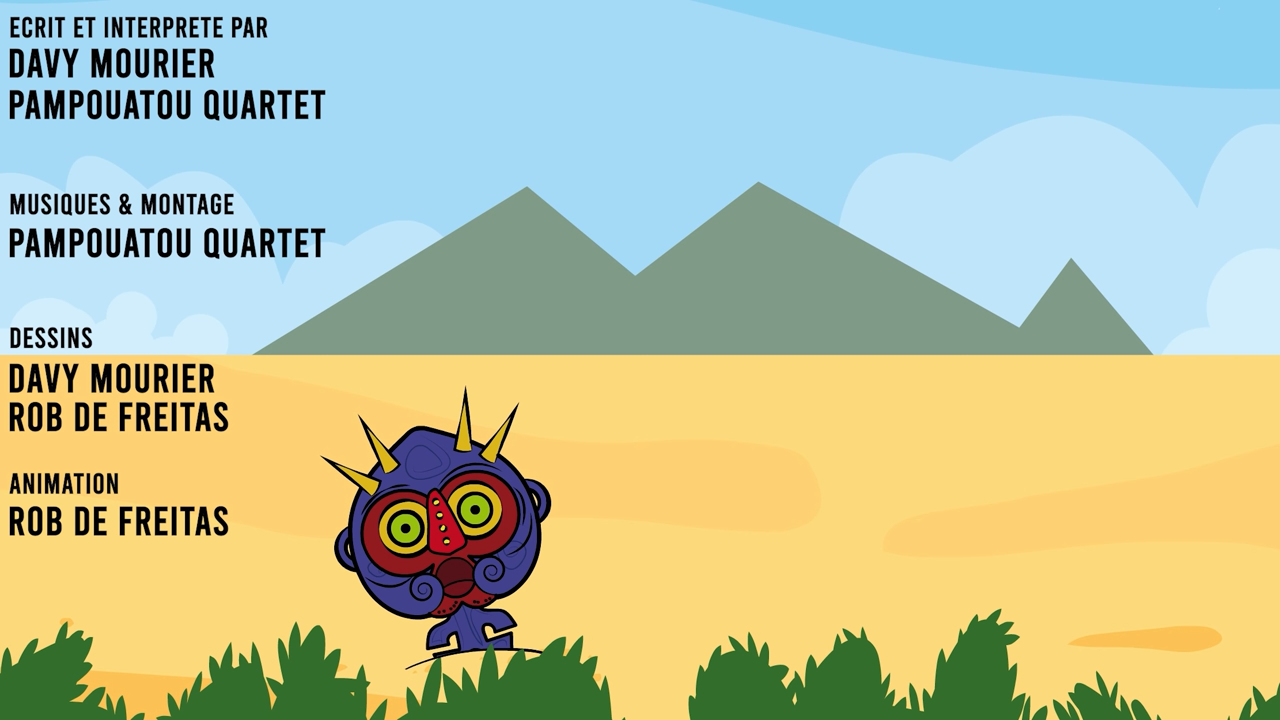 ECRIT ET INTERPRETE PAR
DAVY MOURIER
PAMPOUATOU QUARTET
MUSIQUES & MONTAGE
PAMPOUATOU QUARTET
DESSINS
DAVY MOURIER
ROB DE FREITAS
ANIMATION
ROB DE FREITAS